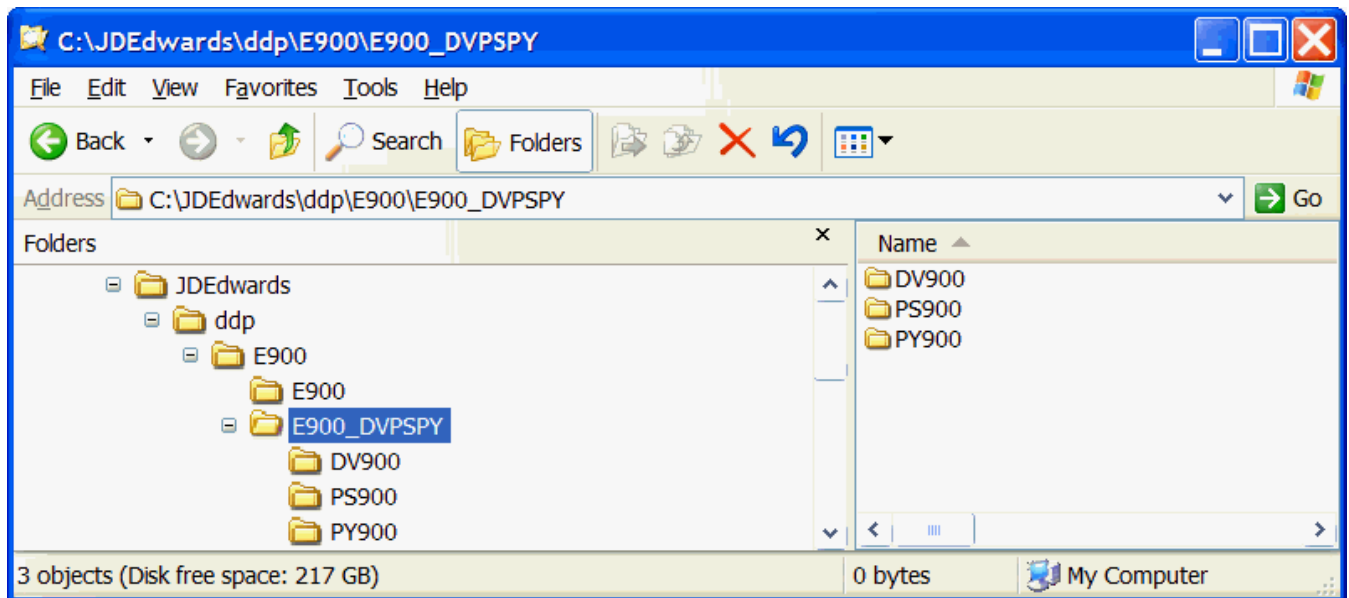 C:\JDEdwards\ddp\E900\E900_DVPSPY
File Edit View Favorites Tools Help
Back Search Folders
Address C:\JDEdwards\ddp\E900\E900_DVPSPY Go
Folders x
Name
JDEdwards
ddp
E900
E900
E900_DVPSPY
DV900
PS900
PY900
DV900
PS900
PY900
3 objects (Disk free space: 217 GB) 0 bytes My Computer